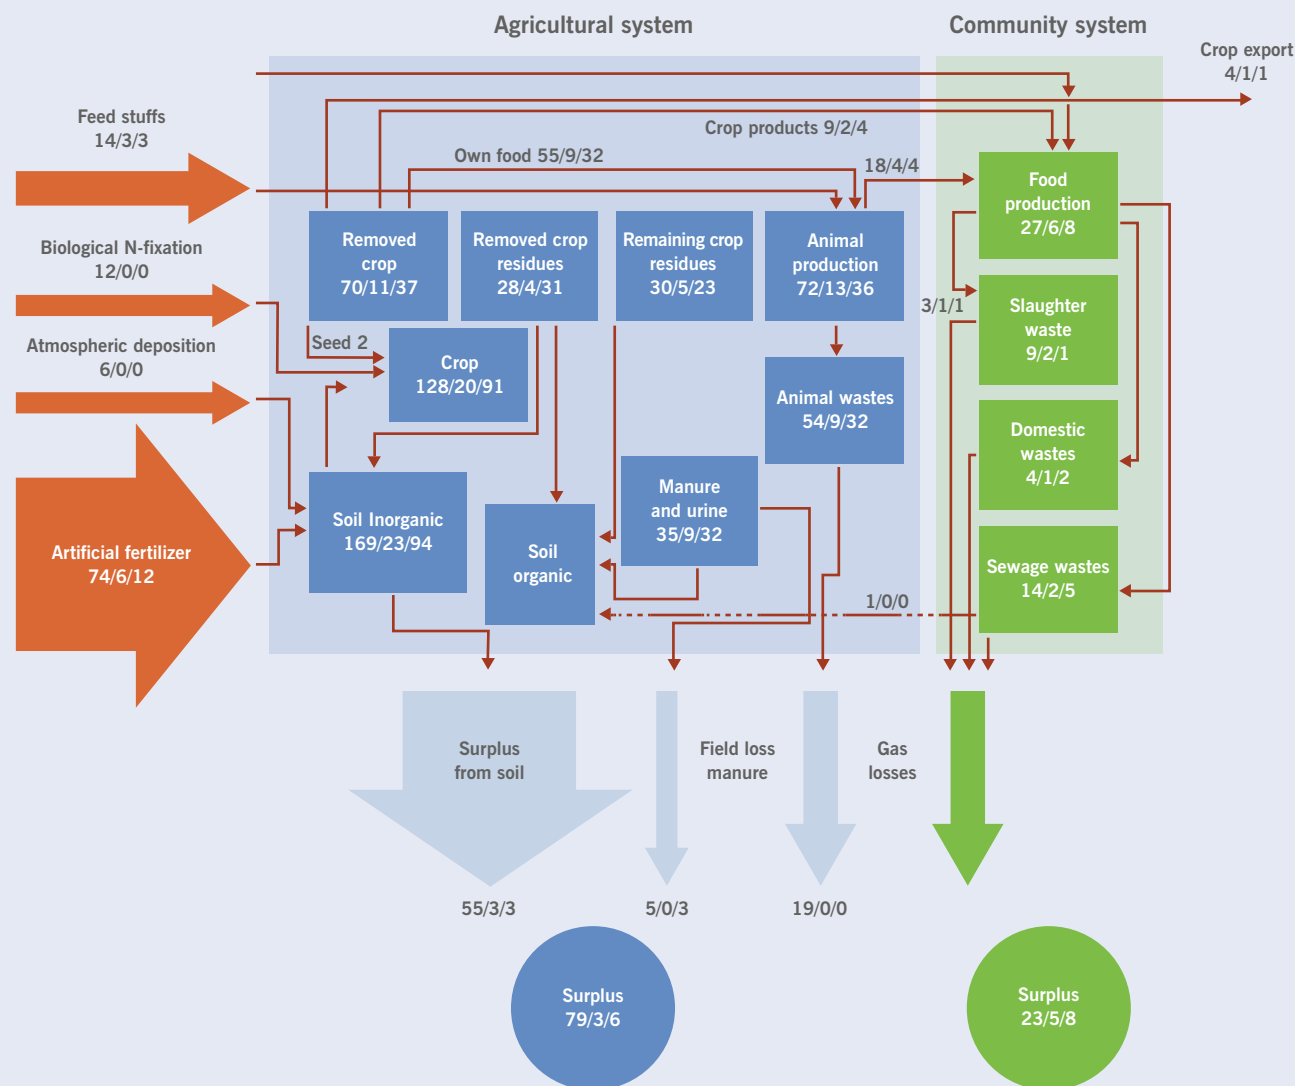 Agricultural system
Community system
Crop export
4/1/1
Feed stuffs
14/3/3
Crop products 9/2/4
Own food 55/9/32
18/4/4
Removed
crop
70/11/37
Removed crop
residues
28/4/31
Remaining crop
residues
30/5/23
Animal
production
72/13/36
Food
production
27/6/8
Biological N-fixation
12/0/0
3/1/1
Slaughter
waste
9/2/1
Seed 2
Atmospheric deposition
6/0/0
Crop
128/20/91
Animal wastes
54/9/32
Domestic
wastes
4/1/2
Artificial fertilizer
74/6/12
Soil Inorganic
169/23/94
Soil
organic
Manure
and urine
35/9/32
Sewage wastes
14/2/5
1/0/0
Surplus
from soil
Field loss
manure
Gas
losses
55/3/3
5/0/3
19/0/0
Surplus
79/3/6
Surplus
23/5/8